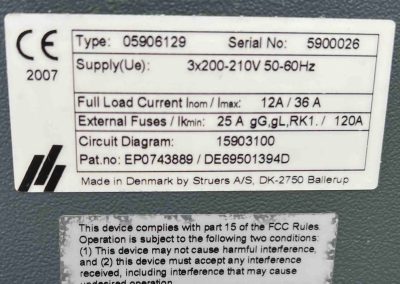 CE
2007
Type: 05906129 Serial No: 5900026
Supply(Ue): 3x200-210V 50-60Hz
Full Load Current Inom / Imax: 12A / 36 A
External Fuses / Ikmin: 25 A gG,gL,RK1. / 120A
Circuit Diagram: 15903100
Pat.no: EP0743889 / DE69501394D
Made in Denmark by Struers A/S, DK-2750 Ballerup
This device complies with part 15 of the FCC Rules.
Operation is subject to the following two conditions:
(1) This device may not cause harmful interference,
and (2) this device must accept any interference
received, including interference that may cause
undesired operation.